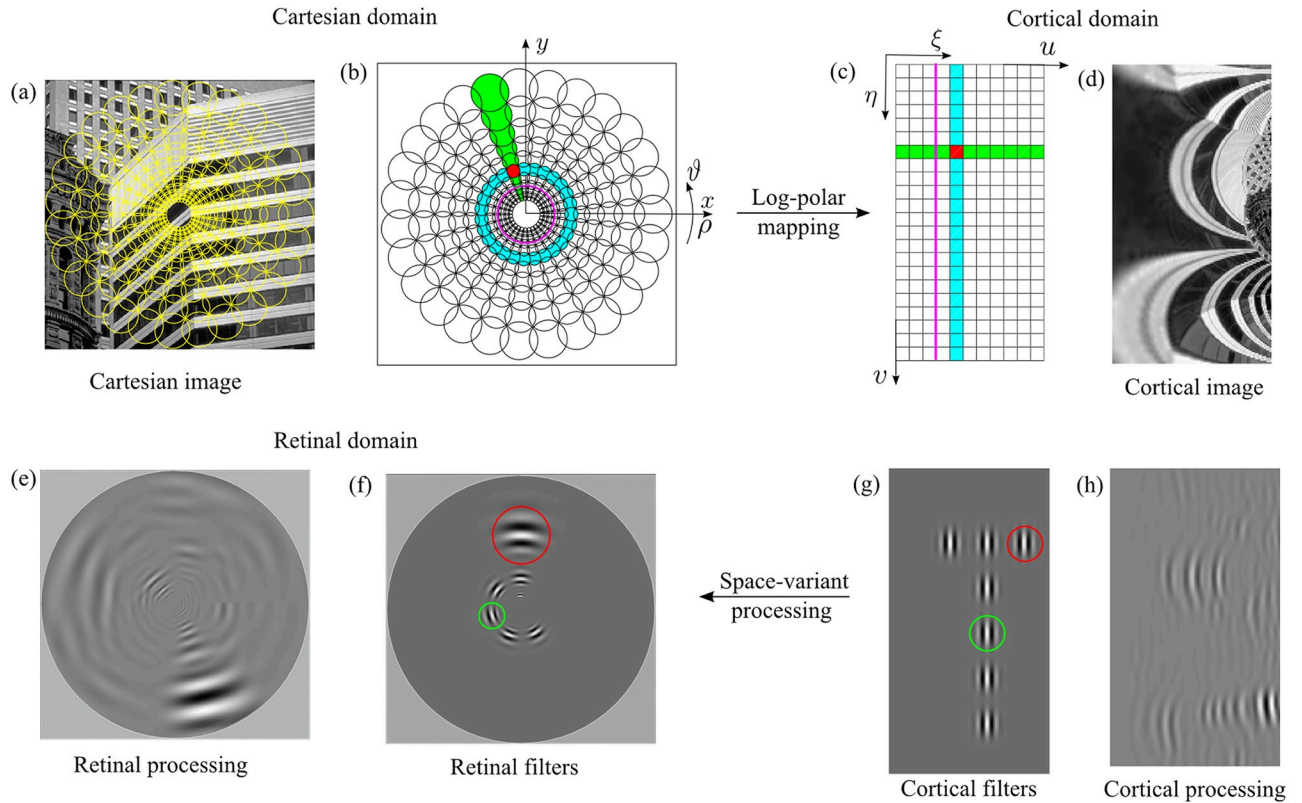 Cartesian domain
Cortical domain
(a)
(b)
y
ϑ
x
ρ
Log-polar
mapping
(c)
ξ
u
η
υ
(d)
Cartesian image
Cortical image
Retinal domain
(e)
(f)
(g)
(h)
Space-variant
processing
Retinal processing
Retinal filters
Cortical filters
Cortical processing